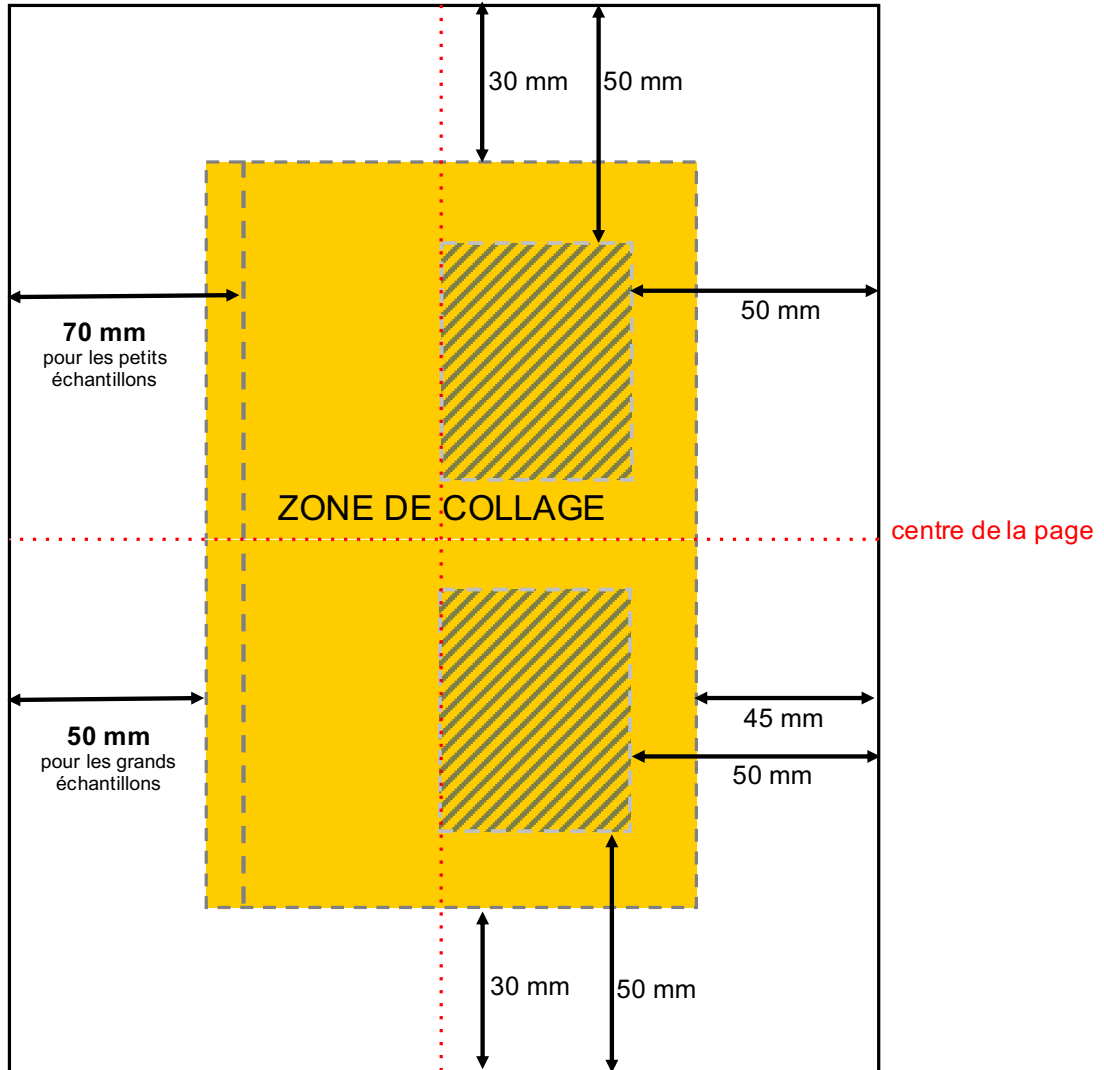 30 mm
50 mm
50 mm
70 mm
pour les petits
échantillons
ZONE DE COLLAGE
centre de la page
50 mm
pour les grands
échantillons
45 mm
50 mm
30 mm
50 mm